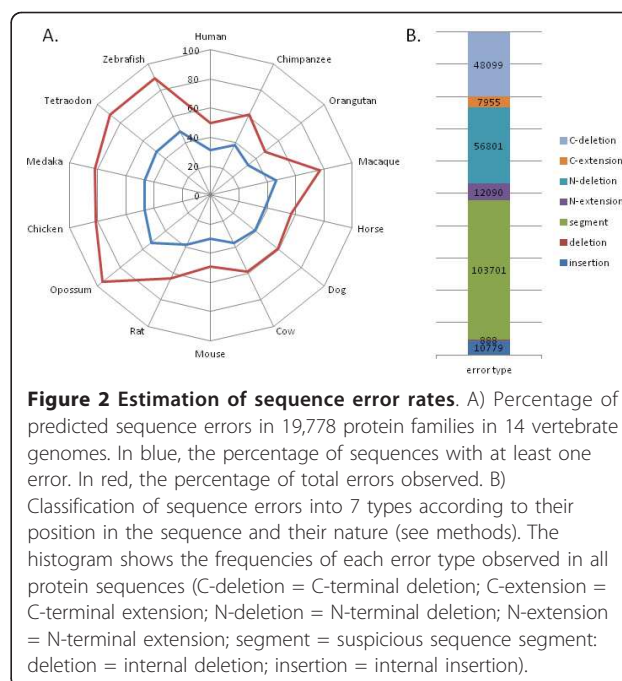 A.
B.
Human
Chimpanzee
Orangutan
Macaque
Horse
Dog
Cow
Mouse
Rat
Opossum
Chicken
Medaka
Tetraodon
Zebrafish
100
80
60
40
20
0
48099
7955
56801
12090
103701
888
10779
error type
C-deletion
C-extension
N-deletion
N-extension
segment
deletion
insertion
Figure 2 Estimation of sequence error rates. A) Percentage of
predicted sequence errors in 19,778 protein families in 14 vertebrate
genomes. In blue, the percentage of sequences with at least one
error. In red, the percentage of total errors observed. B)
Classification of sequence errors into 7 types according to their
position in the sequence and their nature (see methods). The
histogram shows the frequencies of each error type observed in all
protein sequences (C-deletion = C-terminal deletion; C-extension =
C-terminal extension; N-deletion = N-terminal deletion; N-extension
= N-terminal extension; segment = suspicious sequence segment:
deletion = internal deletion; insertion = internal insertion).